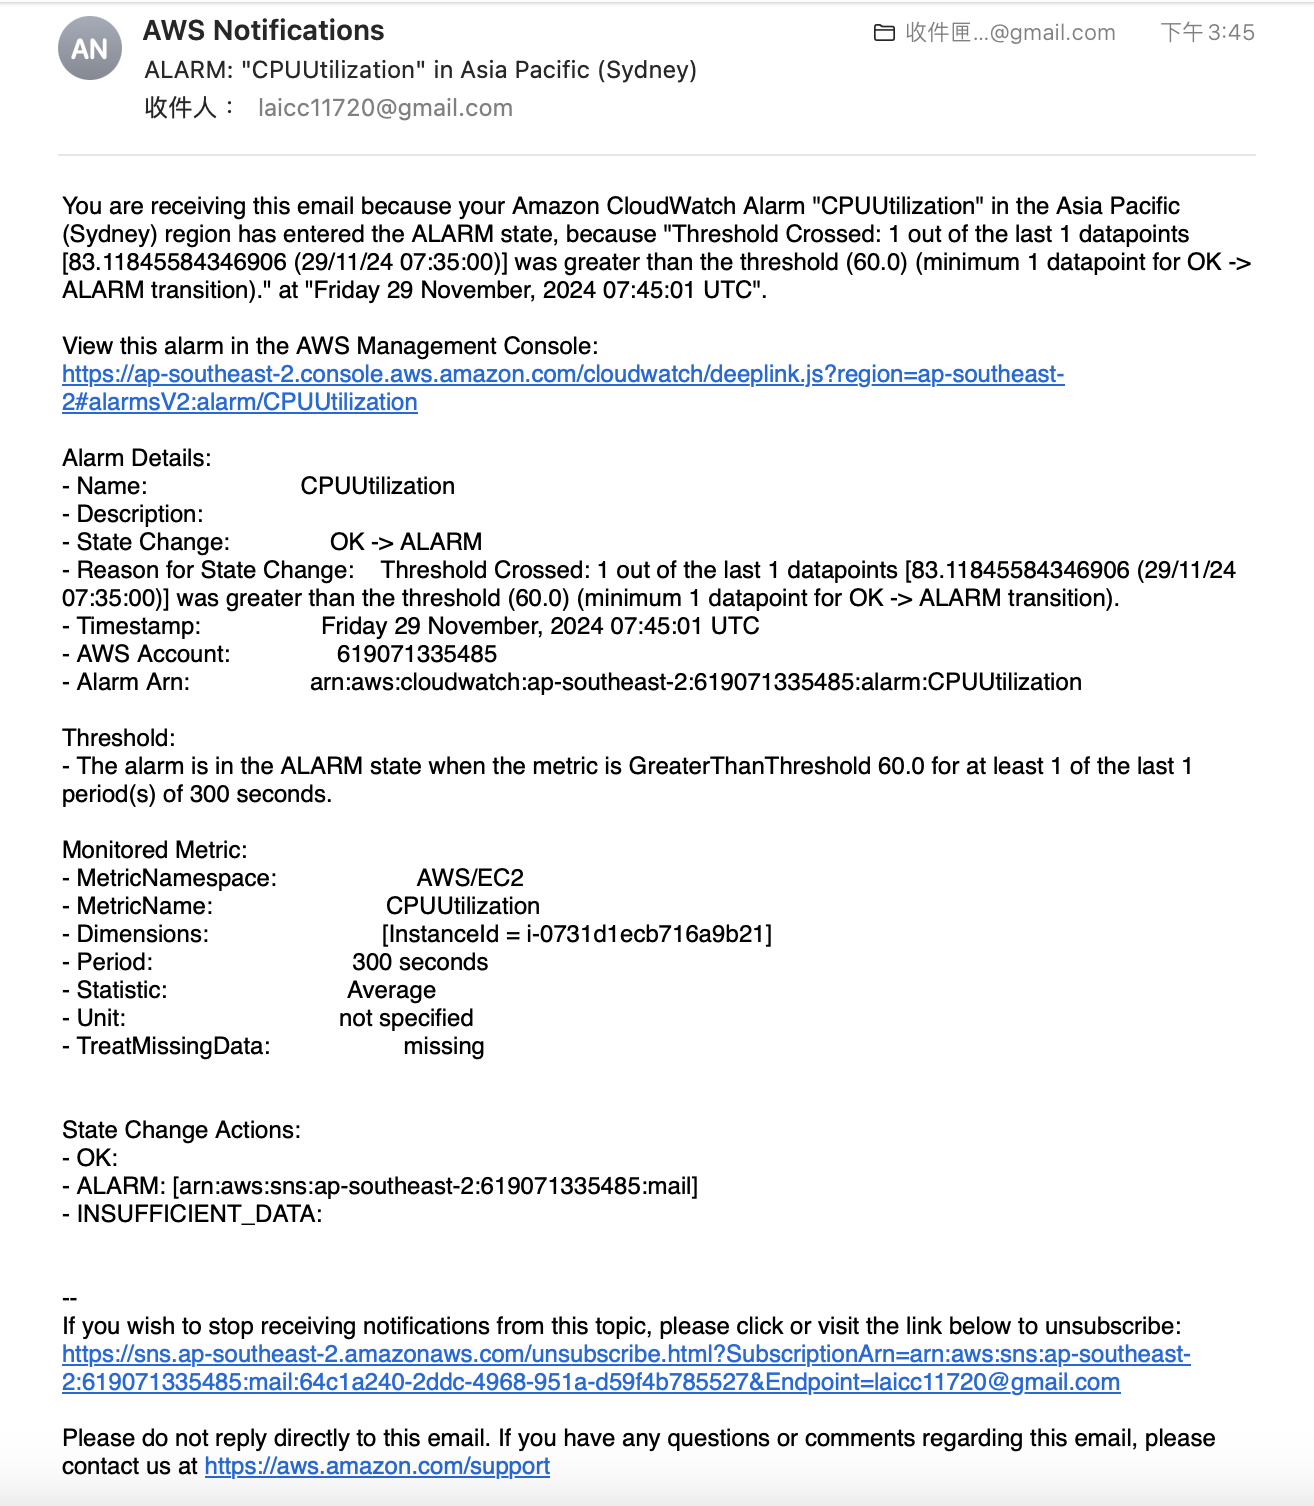 AN
AWS Notifications
收件匣...@gmail.com
下午 3:45
ALARM: "CPUUtilization" in Asia Pacific (Sydney)
收件人： laicc11720@gmail.com
You are receiving this email because your Amazon CloudWatch Alarm "CPUUtilization" in the Asia Pacific
(Sydney) region has entered the ALARM state, because "Threshold Crossed: 1 out of the last 1 datapoints
[83.11845584346906 (29/11/24 07:35:00)] was greater than the threshold (60.0) (minimum 1 datapoint for OK ->
ALARM transition)." at "Friday 29 November, 2024 07:45:01 UTC".
View this alarm in the AWS Management Console:
https://ap-southeast-2.console.aws.amazon.com/cloudwatch/deeplink.js?region=ap-southeast-
2#alarmsV2:alarm/CPUUtilization
Alarm Details:
- Name: CPUUtilization
- Description:
- State Change: OK -> ALARM
- Reason for State Change: Threshold Crossed: 1 out of the last 1 datapoints [83.11845584346906 (29/11/24
07:35:00)] was greater than the threshold (60.0) (minimum 1 datapoint for OK -> ALARM transition).
- Timestamp: Friday 29 November, 2024 07:45:01 UTC
- AWS Account: 619071335485
- Alarm Arn: arn:aws:cloudwatch:ap-southeast-2:619071335485:alarm:CPUUtilization
Threshold:
- The alarm is in the ALARM state when the metric is GreaterThanThreshold 60.0 for at least 1 of the last 1
period(s) of 300 seconds.
Monitored Metric:
- MetricNamespace: AWS/EC2
- MetricName: CPUUtilization
- Dimensions: [InstanceId = i-0731d1ecb716a9b21]
- Period: 300 seconds
- Statistic: Average
- Unit: not specified
- TreatMissingData: missing
State Change Actions:
- OK:
- ALARM: [arn:aws:sns:ap-southeast-2:619071335485:mail]
- INSUFFICIENT_DATA:
--
If you wish to stop receiving notifications from this topic, please click or visit the link below to unsubscribe:
https://sns.ap-southeast-2.amazonaws.com/unsubscribe.html?SubscriptionArn=arn:aws:sns:ap-southeast-
2:619071335485:mail:64c1a240-2ddc-4968-951a-d59f4b785527&Endpoint=laicc11720@gmail.com
Please do not reply directly to this email. If you have any questions or comments regarding this email, please
contact us at https://aws.amazon.com/support